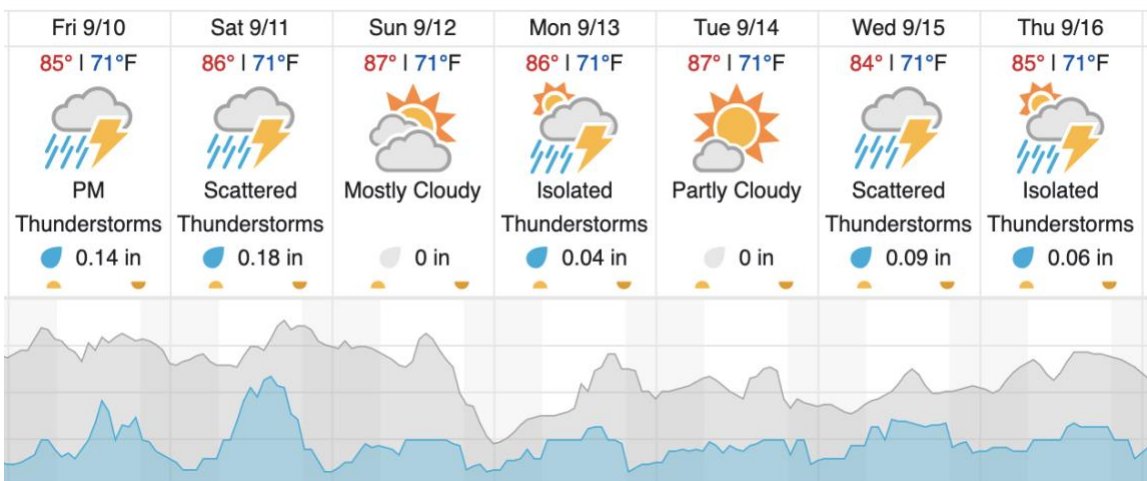 Fri 9/10
Sat 9/11
Sun 9/12
Mon 9/13
Tue 9/14
Wed 9/15
Thu 9/16
85° | 71°F
86° | 71°F
87° | 71°F
86° | 71°F
87° | 71°F
84° | 71°F
85° | 71°F
PM
Thunderstorms
Scattered
Thunderstorms
Mostly Cloudy
Isolated
Thunderstorms
Partly Cloudy
Scattered
Thunderstorms
Isolated
Thunderstorms
0.14 in
0.18 in
0 in
0.04 in
0 in
0.09 in
0.06 in